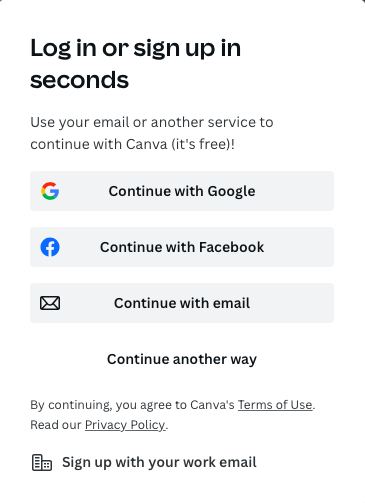 Log in or sign up in
seconds
Use your email or another service to
continue with Canva (it's free)!
Continue with Google
Continue with Facebook
Continue with email
Continue another way
By continuing, you agree to Canva's Terms of Use.
Read our Privacy Policy.
Sign up with your work email